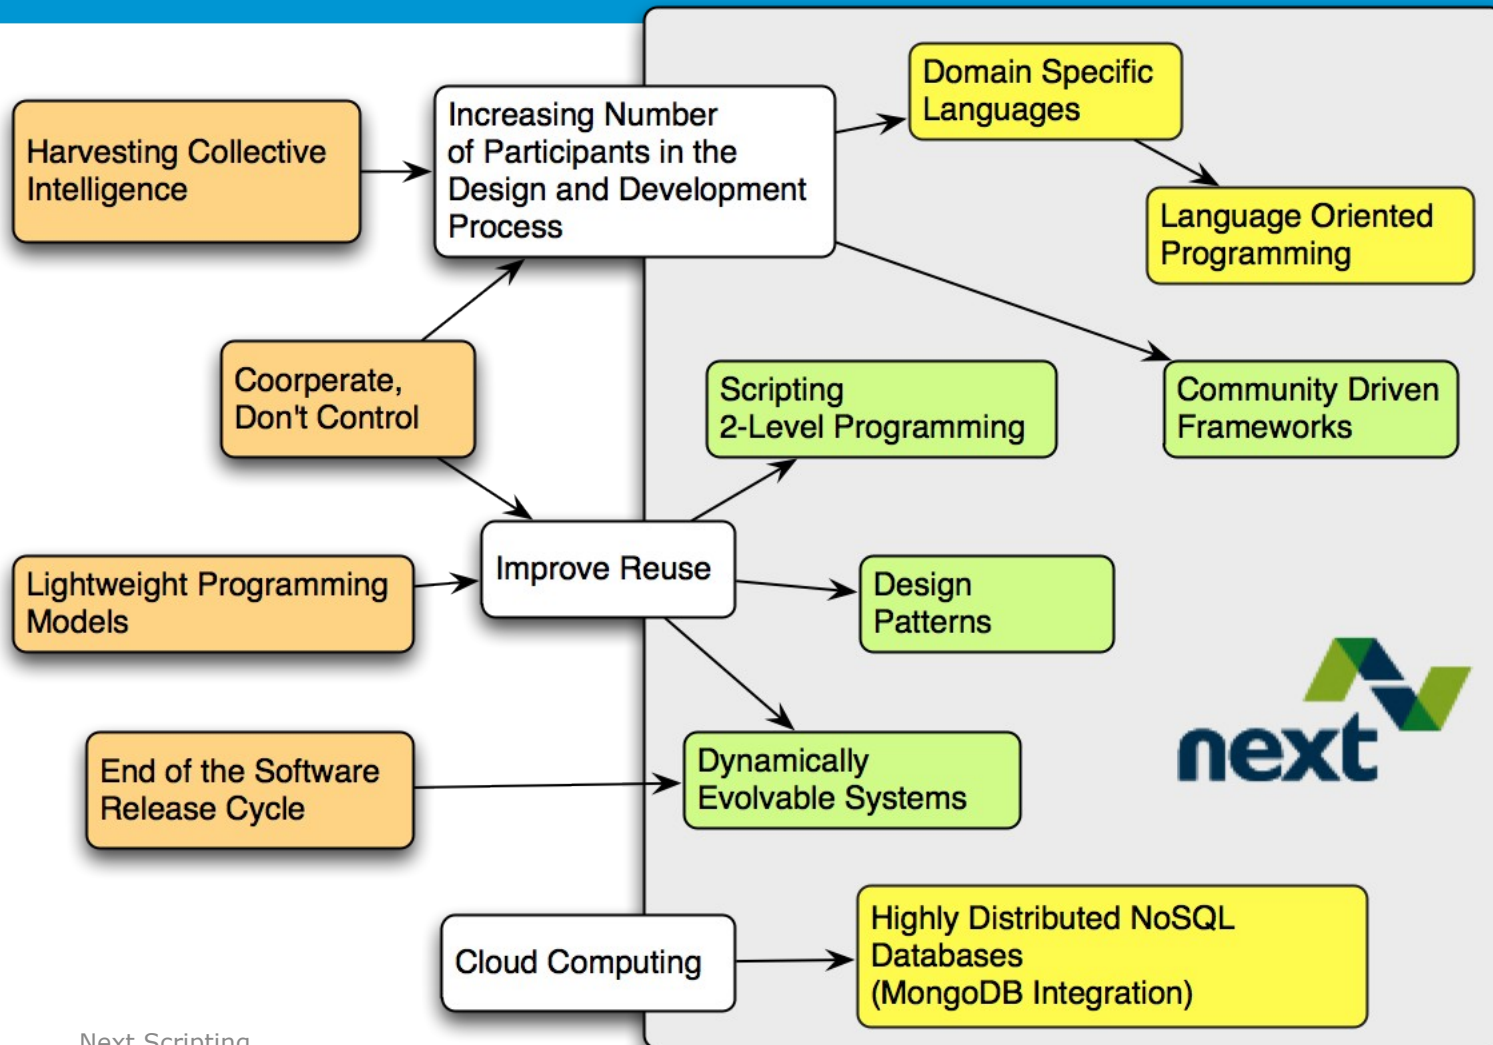 Domain Specific
Languages
Harvesting Collective
Intelligence
Increasing Number
of Participants in the
Design and Development
Process
Language Oriented
Programming
Coorperate,
Don't Control
Scripting
2-Level Programming
Community Driven
Frameworks
Lightweight Programming
Models
Improve Reuse
Design
Patterns
next
End of the Software
Release Cycle
Dynamically
Evolvable Systems
Cloud Computing
Highly Distributed NoSQL
Databases
(MongoDB Integration)
Next Scripting